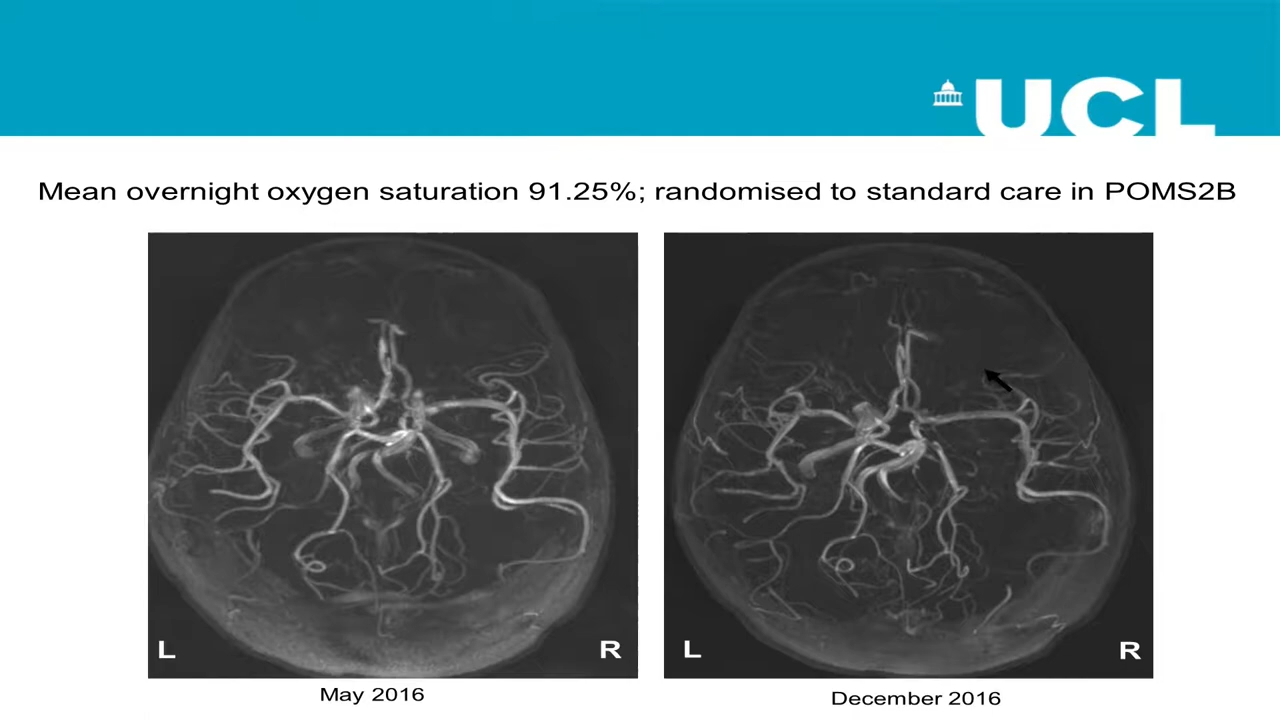 UCL
Mean overnight oxygen saturation 91.25%; randomised to standard care in POMS2B
L R L R
May 2016 December 2016